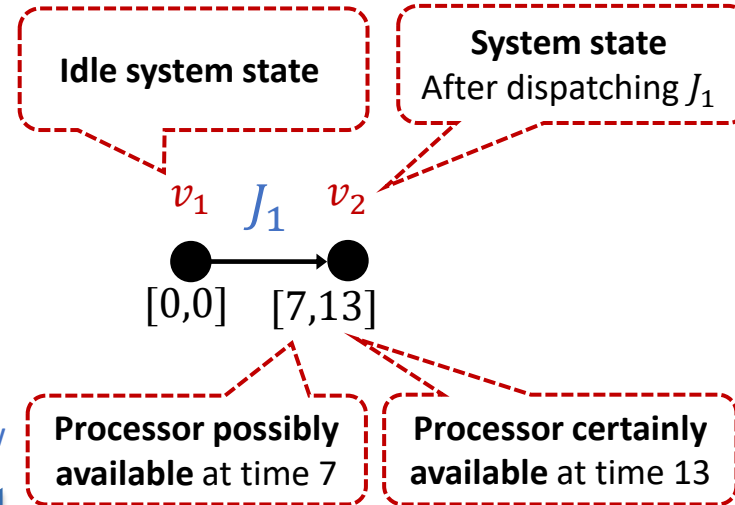 Idle system state
System state
After dispatching J₁
v₁ J₁ v₂
[0,0] [7,13]
Processor possibly
available at time 7
Processor certainly
available at time 13